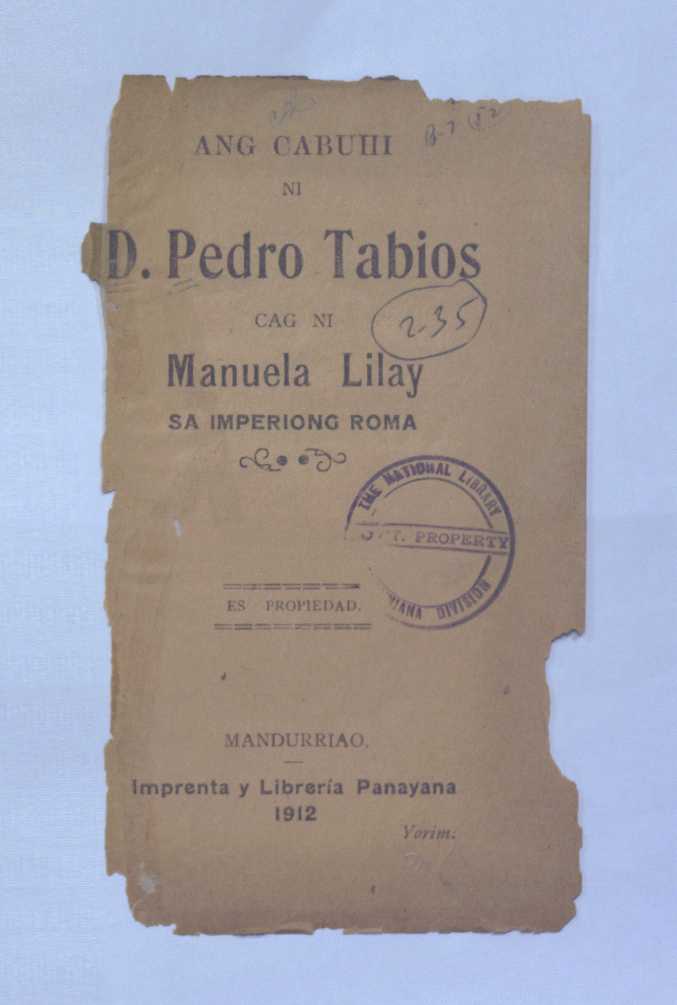 ANG CABUHI
NI
D. Pedro Tabios
CAG NI
2-35
Manuela Lilay
SA IMPERIONG ROMA
THE NATIONAL LIBRARY
PROPERTY
DIVISION
ES PROPIEDAD.
MANDURRIAO,
Imprenta y Librería Panayana
1912
Yorim.